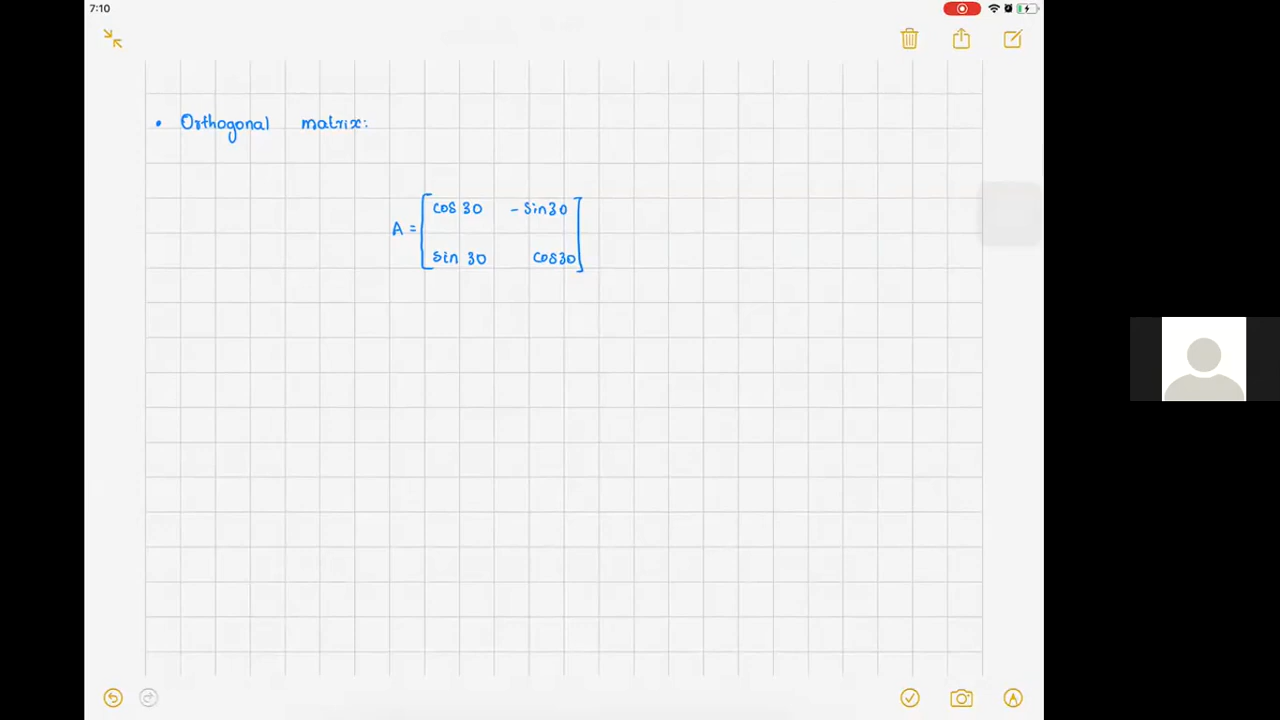 7:10
• Orthogonal matrix:
A = [ cos 30 - sin 30
sin 30 cos 30 ]